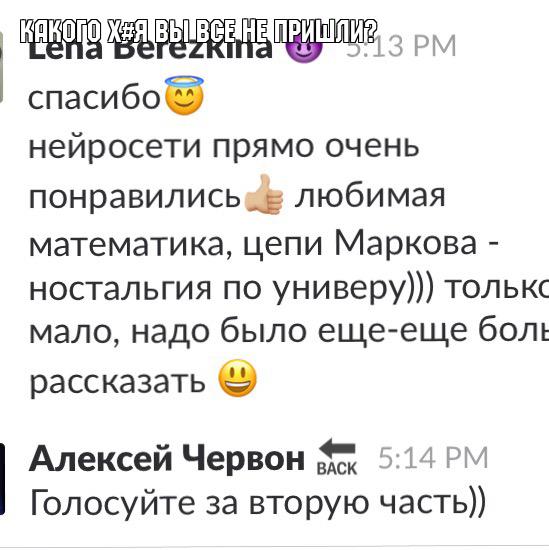 КАКОГО Х#Я ВЫ ВСЕ НЕ ПРИШЛИ?
Lena Berezkina 😈 5:13 PM
спасибо😇
нейросети прямо очень
понравились👍🏼 любимая
математика, цепи Маркова -
ностальгия по универу))) только
мало, надо было еще-еще боль
рассказать 😃
Алексей Червон 🔙 5:14 PM
Голосуйте за вторую часть))